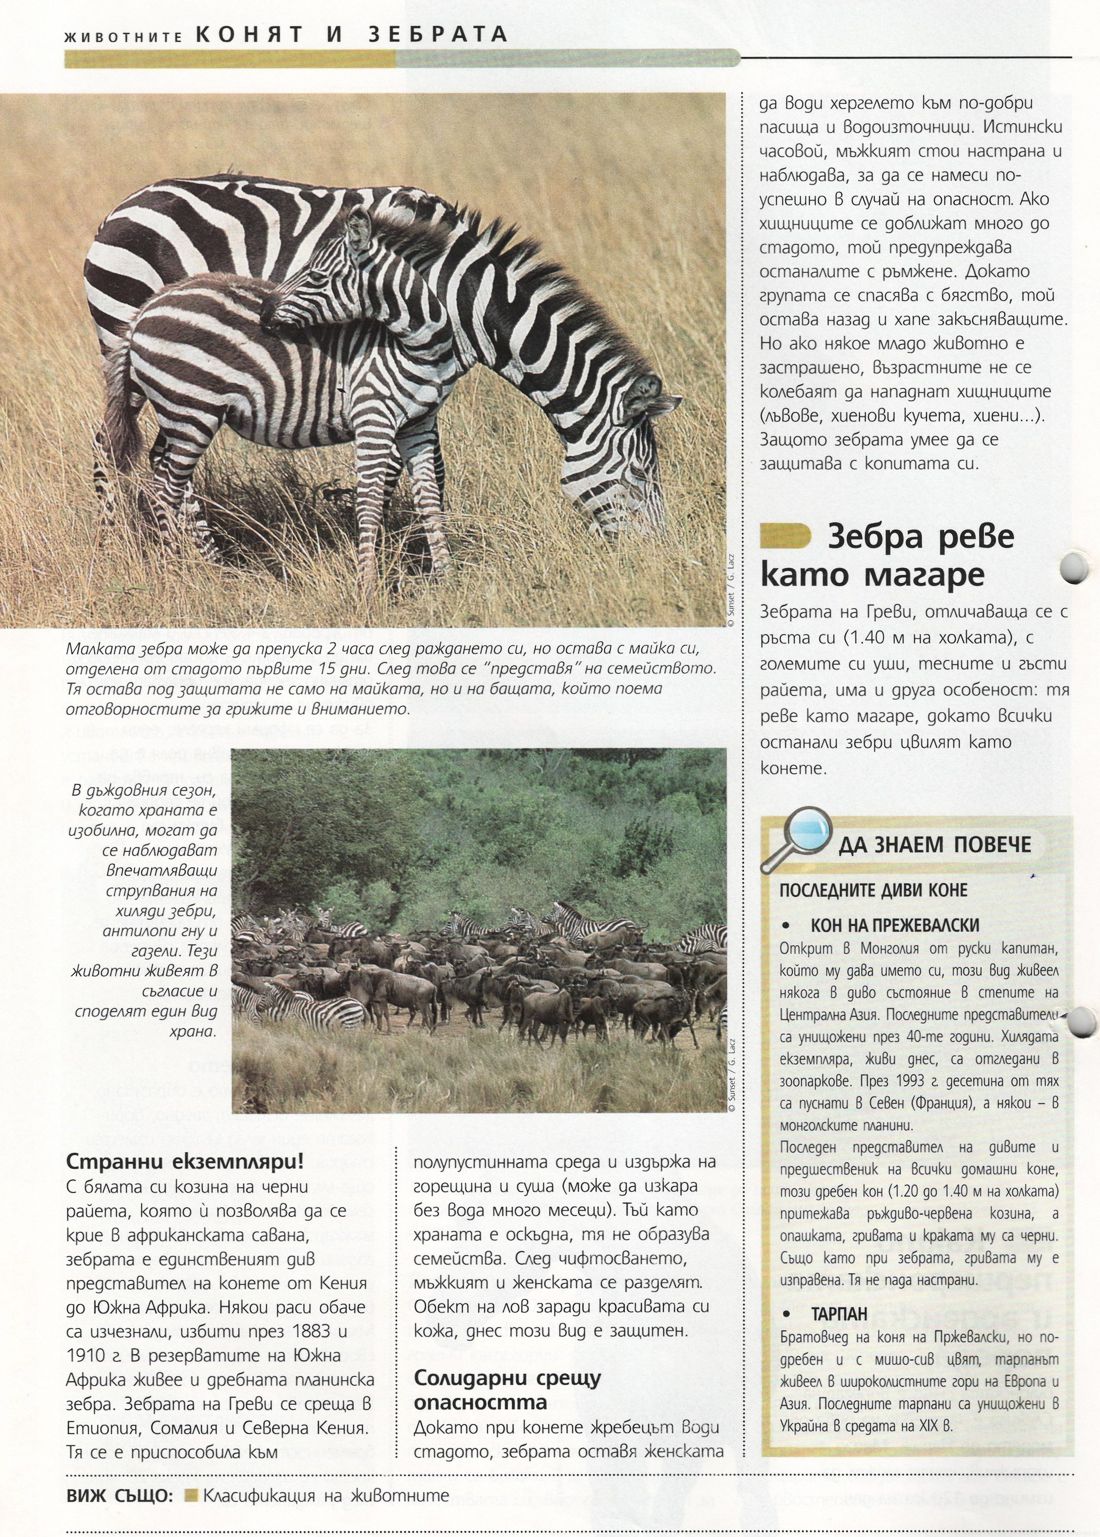 ЖИВОТНИТЕ КОНЯТ И ЗЕБРАТА
© Sunset / G. Lacz
Малката зебра може да препуска 2 часа след раждането си, но остава с майка си,
отделена от стадото първите 15 дни. След това се "представя" на семейството.
Тя остава под защитата не само на майката, но и на бащата, който поема
отговорностите за грижите и вниманието.
В дъждовния сезон,
когато храната е
изобилна, могат да
се наблюдават
впечатляващи
струпвания на
хиляди зебри,
антилопи гну и
газели. Тези
животни живеят в
съгласие и
споделят един вид
храна.
© Sunset / G. Lacz
Странни екземпляри!
С бялата си козина на черни
райета, която ѝ позволява да се
крие в африканската савана,
зебрата е единственият див
представител на конете от Кения
до Южна Африка. Някои раси обаче
са изчезнали, избити през 1883 и
1910 г. В резерватите на Южна
Африка живее и дребната планинска
зебра. Зебрата на Греви се среща в
Етиопия, Сомалия и Северна Кения.
Тя се е приспособила към
полупустинната среда и издържа на
горещина и суша (може да изкара
без вода много месеци). Тъй като
храната е оскъдна, тя не образува
семейства. След чифтосването,
мъжкият и женската се разделят.
Обект на лов заради красивата си
кожа, днес този вид е защитен.
Солидарни срещу
опасността
Докато при конете жребецът води
стадото, зебрата оставя женската
да води хергелето към по-добри
пасища и водоизточници. Истински
часовой, мъжкият стои настрана и
наблюдава, за да се намеси по-
успешно в случай на опасност. Ако
хищниците се доближат много до
стадото, той предупреждава
останалите с ръмжене. Докато
групата се спасява с бягство, той
остава назад и хапе закъсняващите.
Но ако някое младо животно е
застрашено, възрастните не се
колебаят да нападнат хищниците
(лъвове, хиенови кучета, хиени...).
Защото зебрата умее да се
защитава с копитата си.
Зебра реве
като магаре
Зебрата на Греви, отличаваща се с
ръста си (1.40 м на холката), с
големите си уши, тесните и гъсти
райета, има и друга особеност: тя
реве като магаре, докато всички
останали зебри цвилят като
конете.
ДА ЗНАЕМ ПОВЕЧЕ
ПОСЛЕДНИТЕ ДИВИ КОНЕ
• КОН НА ПРЕЖЕВАЛСКИ
Открит в Монголия от руски капитан,
който му дава името си, този вид живеел
някога в диво състояние в степите на
Централна Азия. Последните представители
са унищожени през 40-те години. Хилядата
екземпляра, живи днес, са отгледани в
зоопаркове. През 1993 г. десетина от тях
са пуснати в Севен (Франция), а някои – в
монголските планини.
Последен представител на дивите и
предшественик на всички домашни коне,
този дребен кон (1.20 до 1.40 м на холката)
притежава ръждиво-червена козина, а
опашката, гривата и краката му са черни.
Също като при зебрата, гривата му е
изправена. Тя не пада настрани.
• ТАРПАН
Братовчед на коня на Пржевалски, но по-
дребен и с мишо-сив цвят, тарпанът
живеел в широколистните гори на Европа и
Азия. Последните тарпани са унищожени в
Украйна в средата на XIX в.
ВИЖ СЪЩО: Класификация на животните